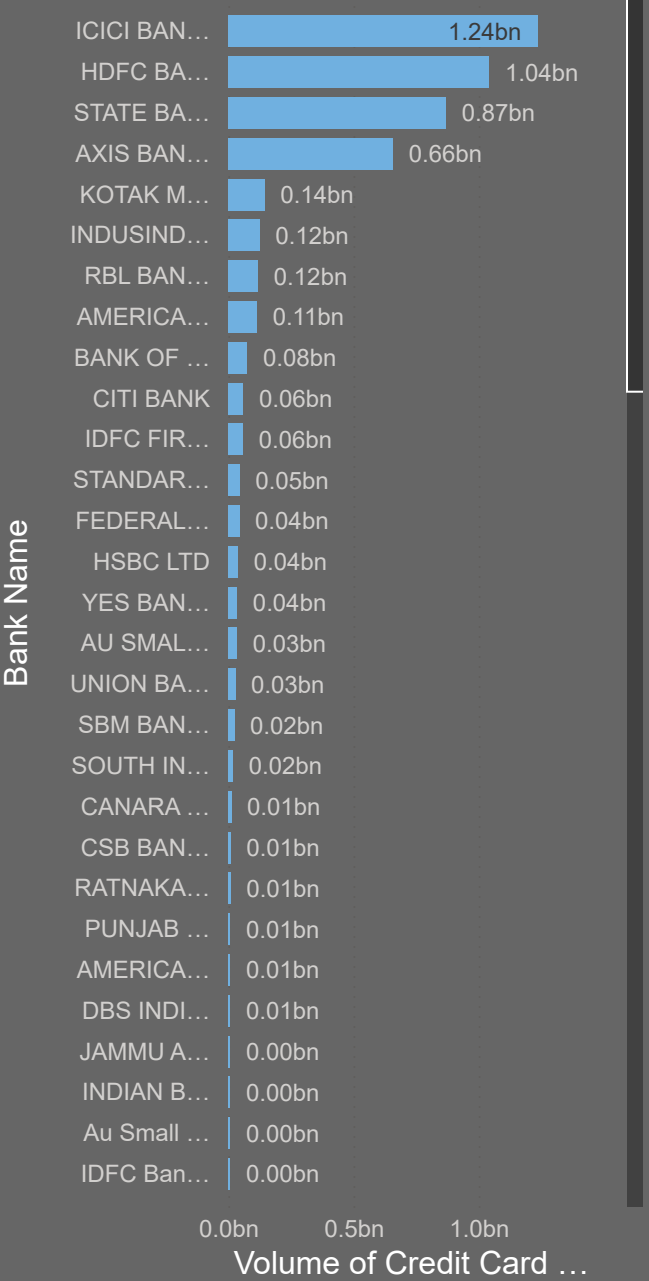 ICICI BAN… 1.24bn
HDFC BA… 1.04bn
STATE BA… 0.87bn
AXIS BAN… 0.66bn
KOTAK M… 0.14bn
INDUSIND… 0.12bn
RBL BAN… 0.12bn
AMERICA… 0.11bn
BANK OF … 0.08bn
CITI BANK 0.06bn
IDFC FIR… 0.06bn
STANDAR… 0.05bn
FEDERAL… 0.04bn
HSBC LTD 0.04bn
YES BAN… 0.04bn
AU SMAL… 0.03bn
UNION BA… 0.03bn
SBM BAN… 0.02bn
SOUTH IN… 0.02bn
CANARA … 0.01bn
CSB BAN… 0.01bn
RATNAKA… 0.01bn
PUNJAB … 0.01bn
AMERICA… 0.01bn
DBS INDI… 0.01bn
JAMMU A… 0.00bn
INDIAN B… 0.00bn
Au Small … 0.00bn
IDFC Ban… 0.00bn
Bank Name
0.0bn 0.5bn 1.0bn
Volume of Credit Card …